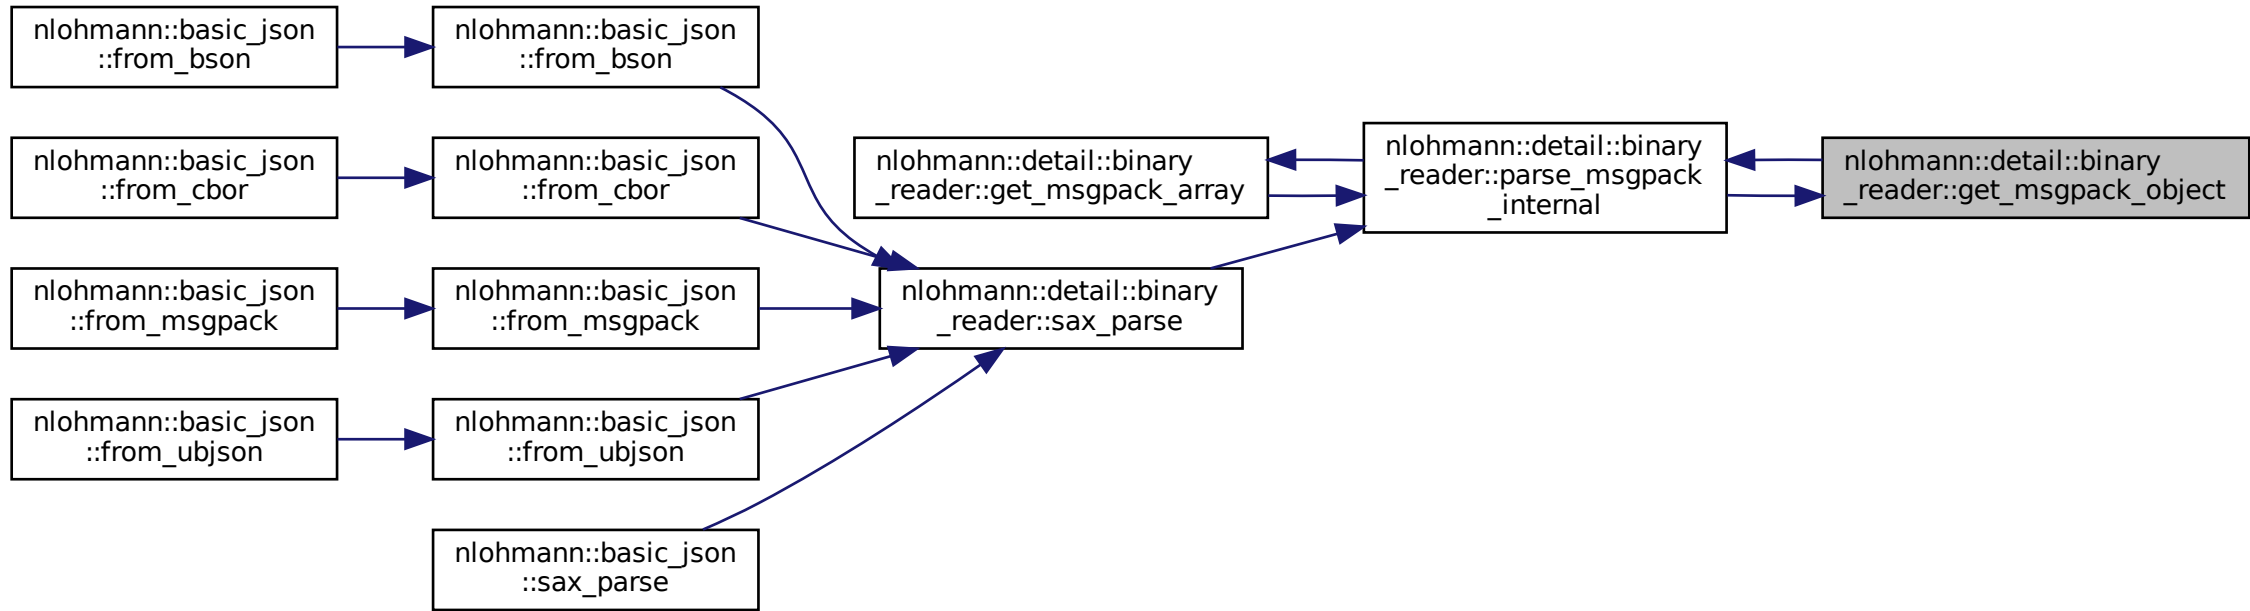 nlohmann::basic_json
::from_bson
nlohmann::basic_json
::from_bson
nlohmann::basic_json
::from_cbor
nlohmann::basic_json
::from_cbor
nlohmann::detail::binary
_reader::get_msgpack_array
nlohmann::detail::binary
_reader::parse_msgpack
_internal
nlohmann::detail::binary
_reader::get_msgpack_object
nlohmann::basic_json
::from_msgpack
nlohmann::basic_json
::from_msgpack
nlohmann::detail::binary
_reader::sax_parse
nlohmann::basic_json
::from_ubjson
nlohmann::basic_json
::from_ubjson
nlohmann::basic_json
::sax_parse